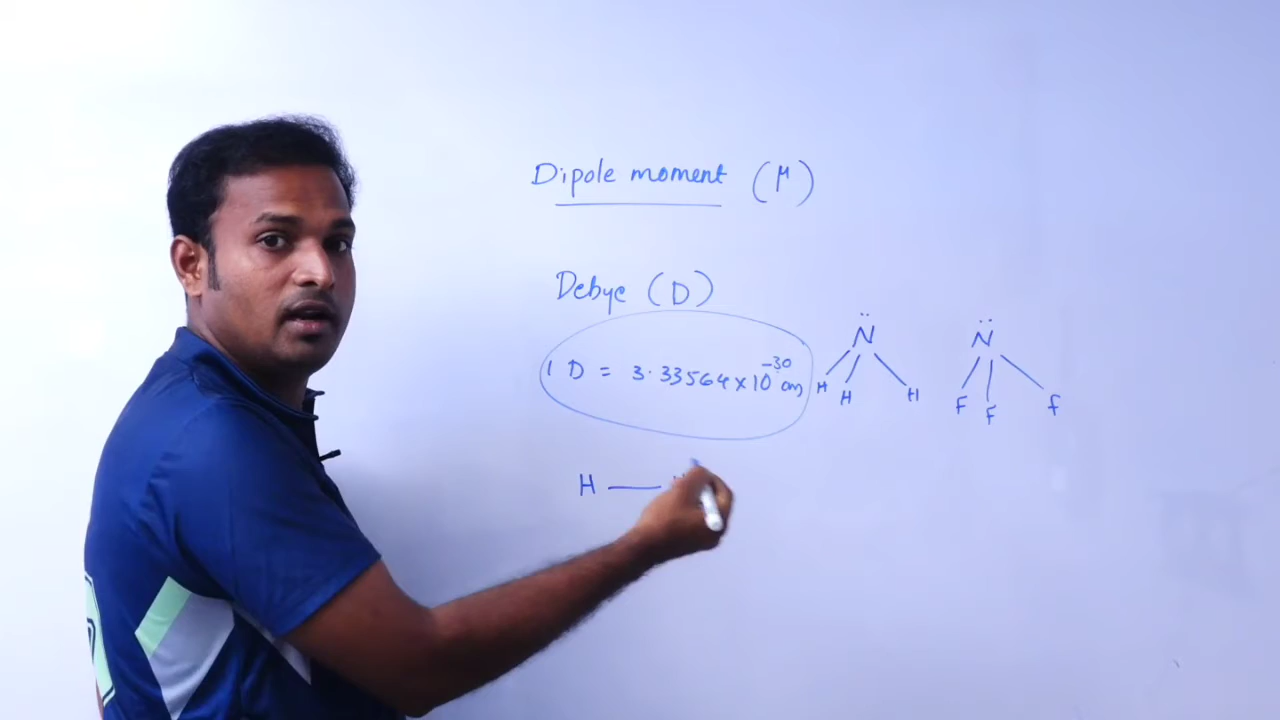 Dipole moment (μ)
Debye (D)
1 D = 3.33564 × 10⁻³⁰ cm
N N
H H H F F F
H — H